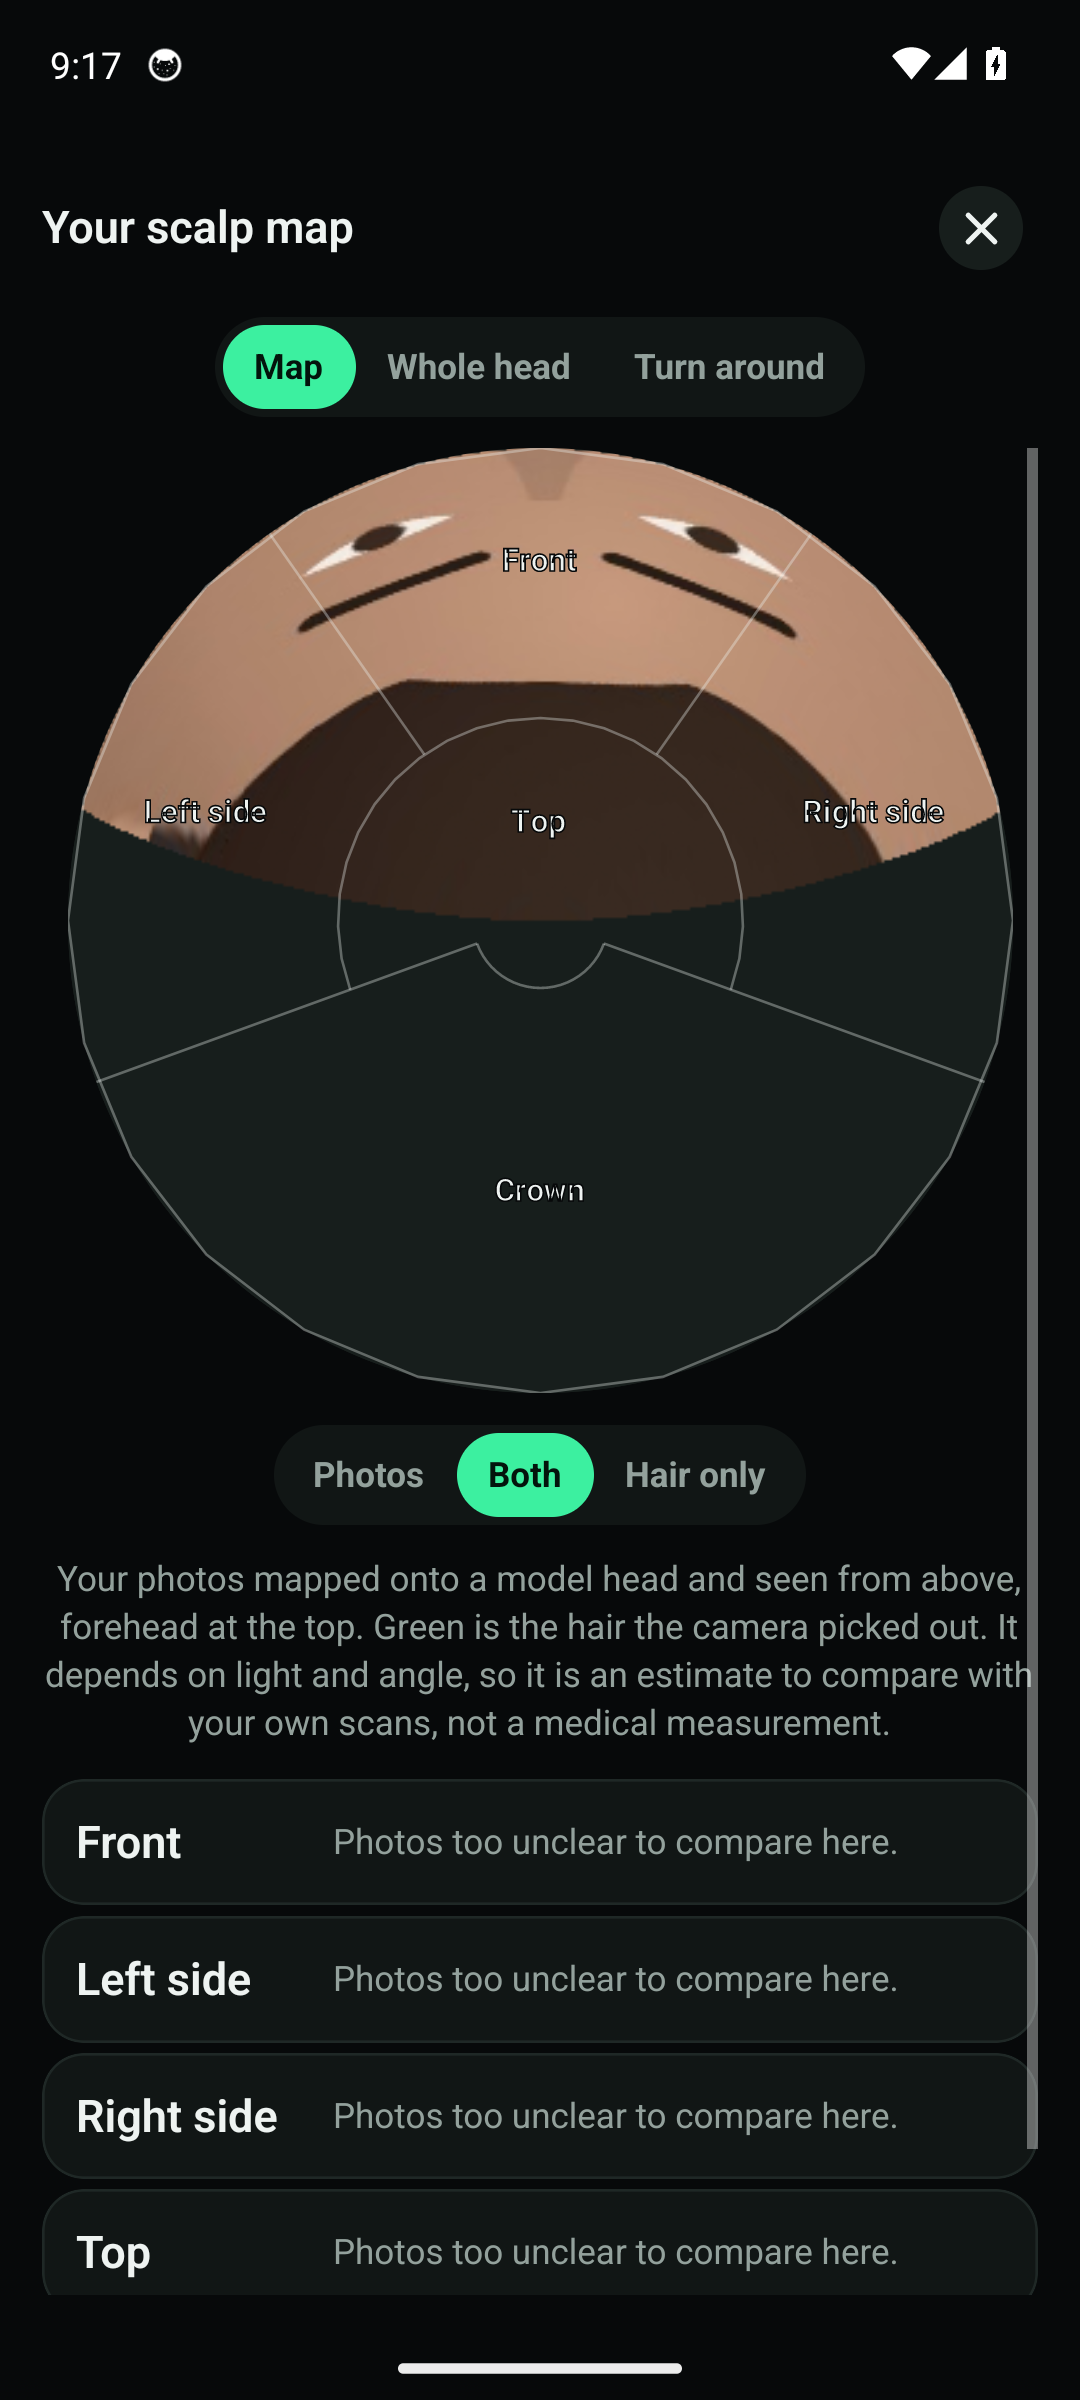 9:17
Your scalp map
Map Whole head Turn around
Front
Left side
Top
Right side
Crown
Photos Both Hair only
Your photos mapped onto a model head and seen from above,
forehead at the top. Green is the hair the camera picked out. It
depends on light and angle, so it is an estimate to compare with
your own scans, not a medical measurement.
Front Photos too unclear to compare here.
Left side Photos too unclear to compare here.
Right side Photos too unclear to compare here.
Top Photos too unclear to compare here.